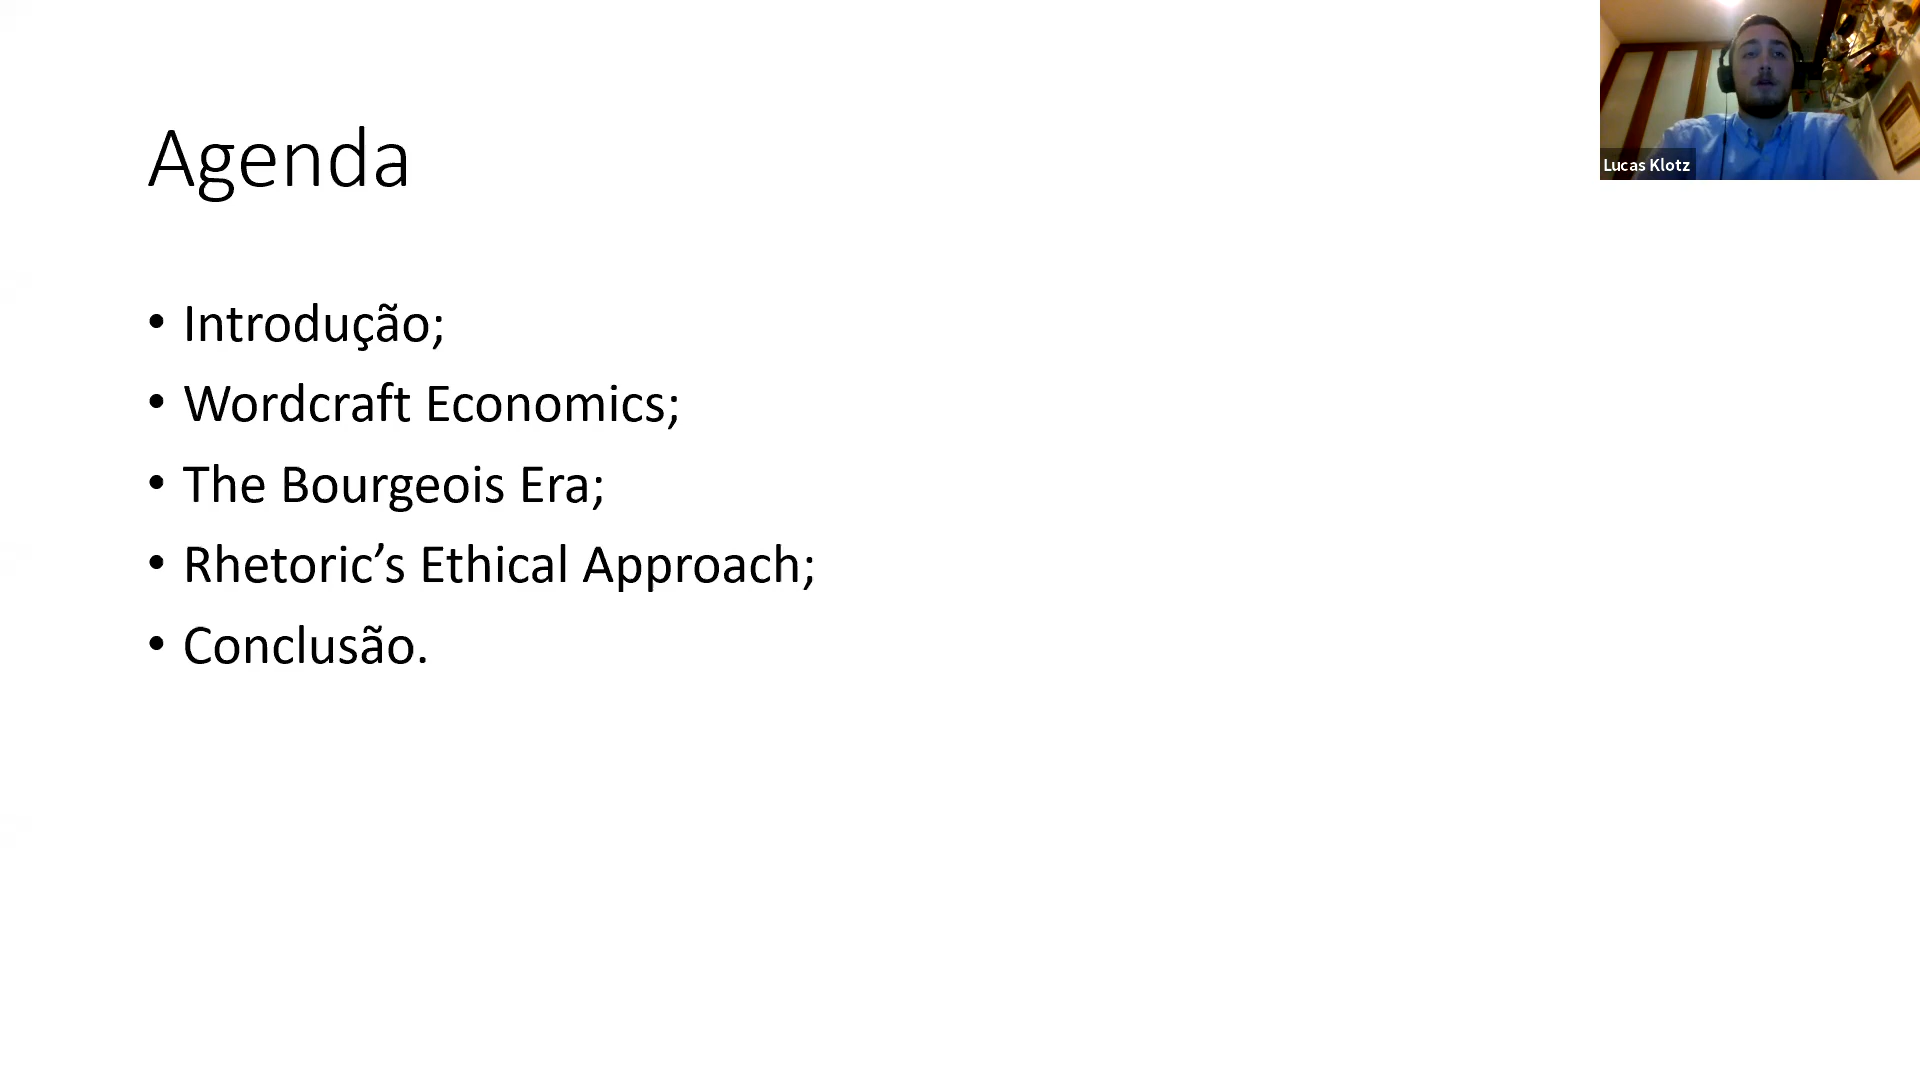 Agenda
• Introdução;
• Wordcraft Economics;
• The Bourgeois Era;
• Rhetoric’s Ethical Approach;
• Conclusão.
Lucas Klotz